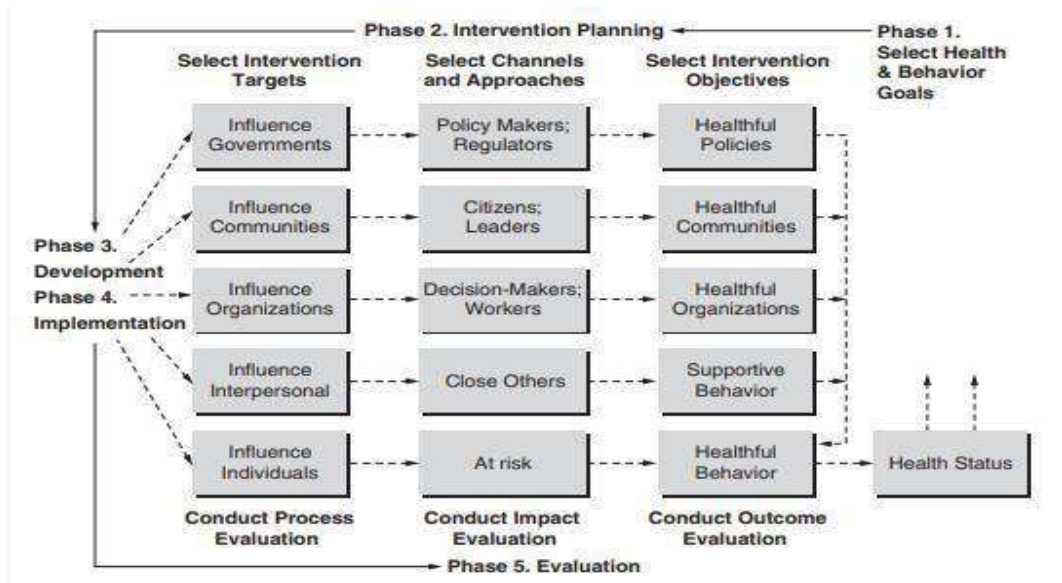 Phase 2. Intervention Planning
Phase 1.
Select Health
& Behavior
Goals
Select Intervention
Targets
Select Channels
and Approaches
Select Intervention
Objectives
Influence
Governments
Policy Makers;
Regulators
Healthful
Policies
Influence
Communities
Citizens;
Leaders
Healthful
Communities
Phase 3.
Development
Phase 4.
Implementation
Influence
Organizations
Decision-Makers;
Workers
Healthful
Organizations
Influence
Interpersonal
Close Others
Supportive
Behavior
Influence
Individuals
At risk
Healthful
Behavior
Health Status
Conduct Process
Evaluation
Conduct Impact
Evaluation
Conduct Outcome
Evaluation
Phase 5. Evaluation